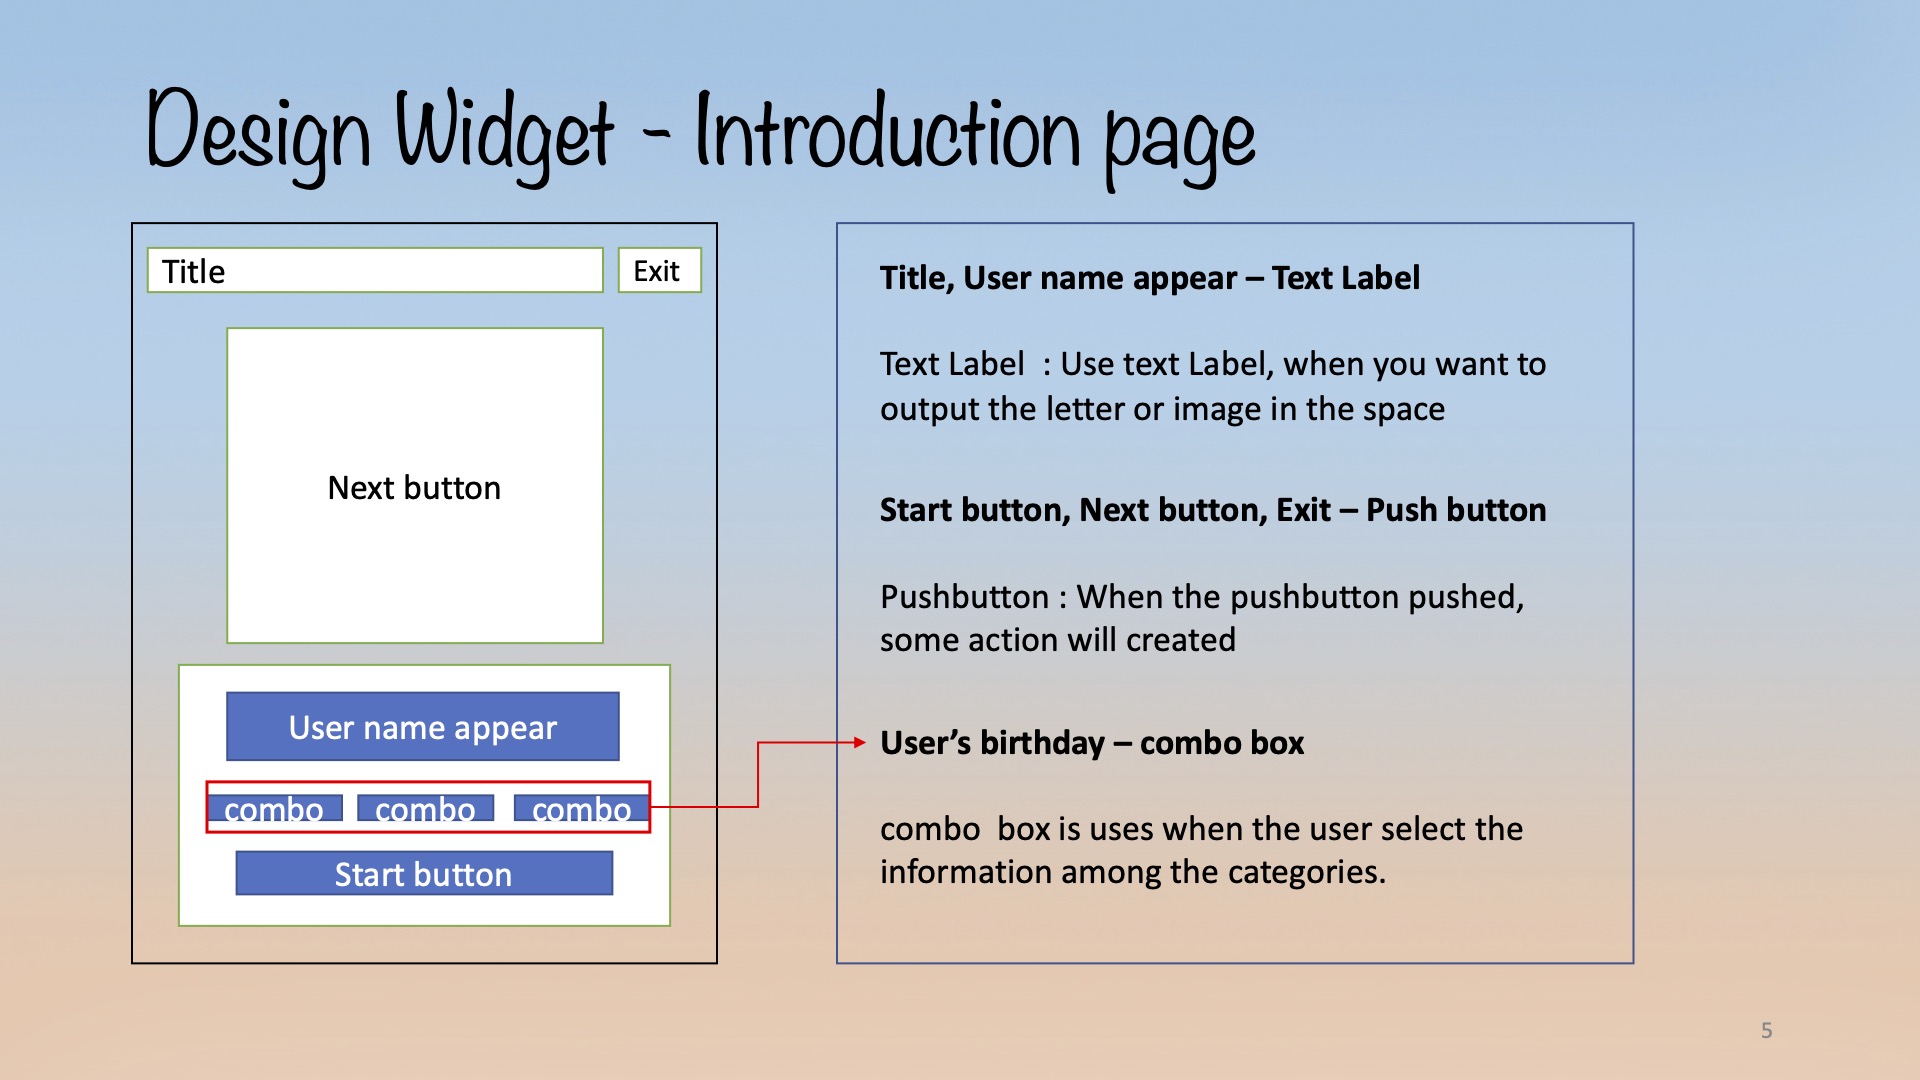 Design Widget - Introduction page
Title
Exit
Next button
User name appear
combo combo combo
Start button
Title, User name appear – Text Label
Text Label  : Use text Label, when you want to
output the letter or image in the space
Start button, Next button, Exit – Push button
Pushbutton : When the pushbutton pushed,
some action will created
User’s birthday – combo box
combo  box is uses when the user select the
information among the categories.
5